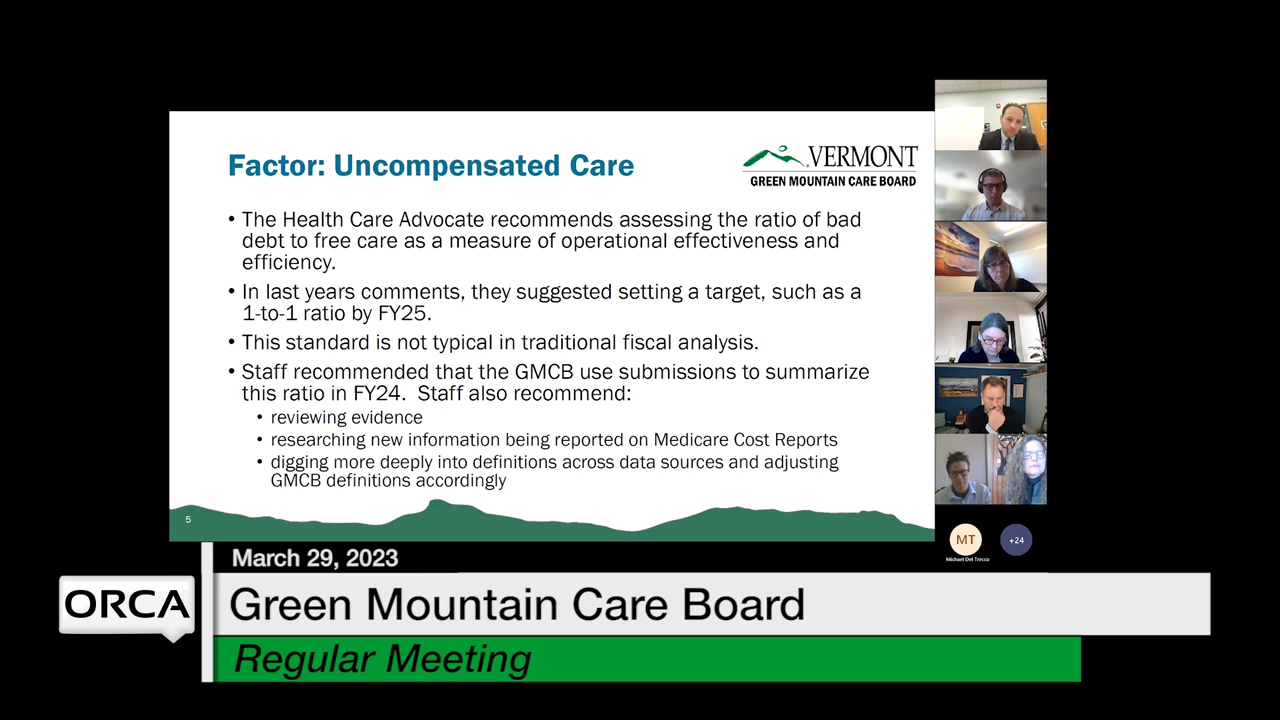 Factor: Uncompensated Care
VERMONT
GREEN MOUNTAIN CARE BOARD
• The Health Care Advocate recommends assessing the ratio of bad
debt to free care as a measure of operational effectiveness and
efficiency.
• In last years comments, they suggested setting a target, such as a
1-to-1 ratio by FY25.
• This standard is not typical in traditional fiscal analysis.
• Staff recommended that the GMCB use submissions to summarize
this ratio in FY24. Staff also recommend:
• reviewing evidence
• researching new information being reported on Medicare Cost Reports
• digging more deeply into definitions across data sources and adjusting
GMCB definitions accordingly
5
MT
+24
Michael Del Trecco
March 29, 2023
ORCA
Green Mountain Care Board
Regular Meeting